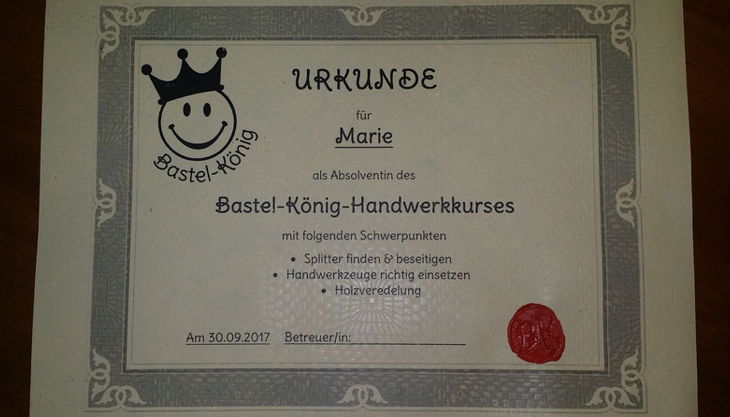 URKUNDE
für
Marie
als Absolventin des
Bastel-König
Bastel-König-Handwerkkurses
mit folgenden Schwerpunkten
• Splitter finden & beseitigen
• Handwerkzeuge richtig einsetzen
• Holzveredelung
Am 30.09.2017 Betreuer/in:____________________